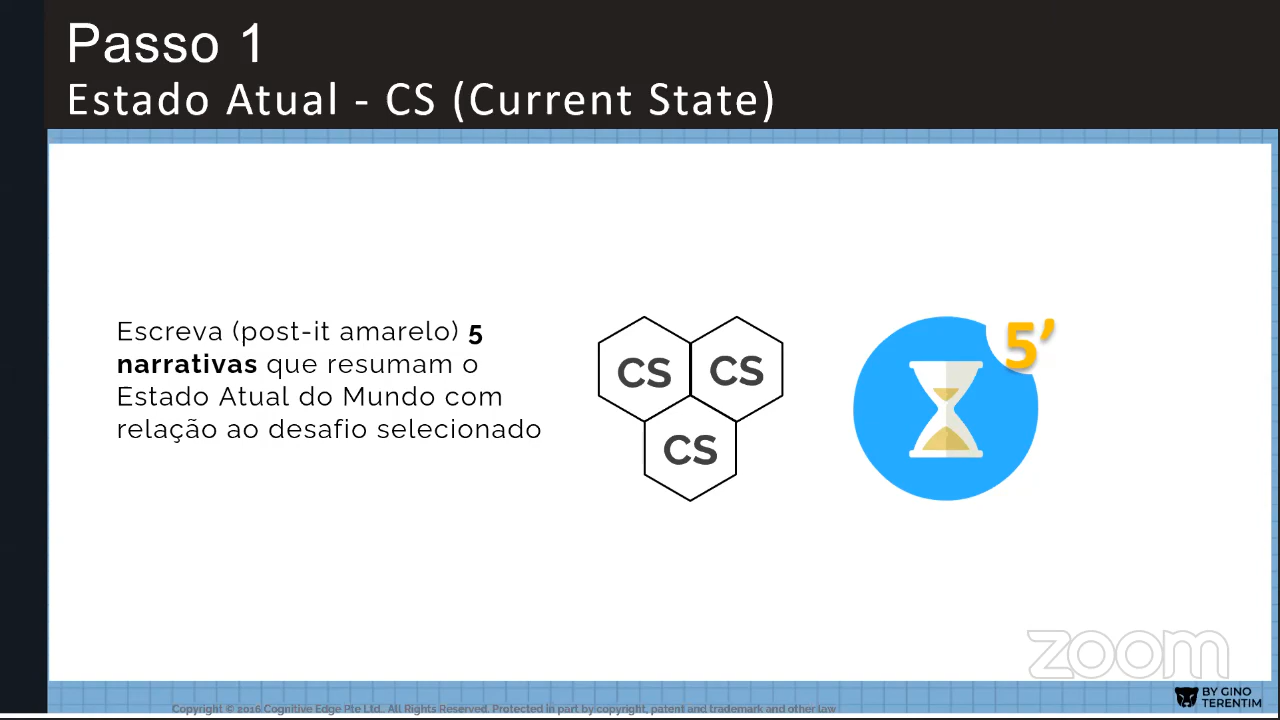 Passo 1
Estado Atual - CS (Current State)
Escreva (post-it amarelo) 5
narrativas que resumam o
Estado Atual do Mundo com
relação ao desafio selecionado
CS CS
CS
5’
zoom
BY GINO
TERENTIM
Copyright © 2016 Cognitive Edge Pte Ltd.. All Rights Reserved. Protected in part by copyright, patent and trademark and other law